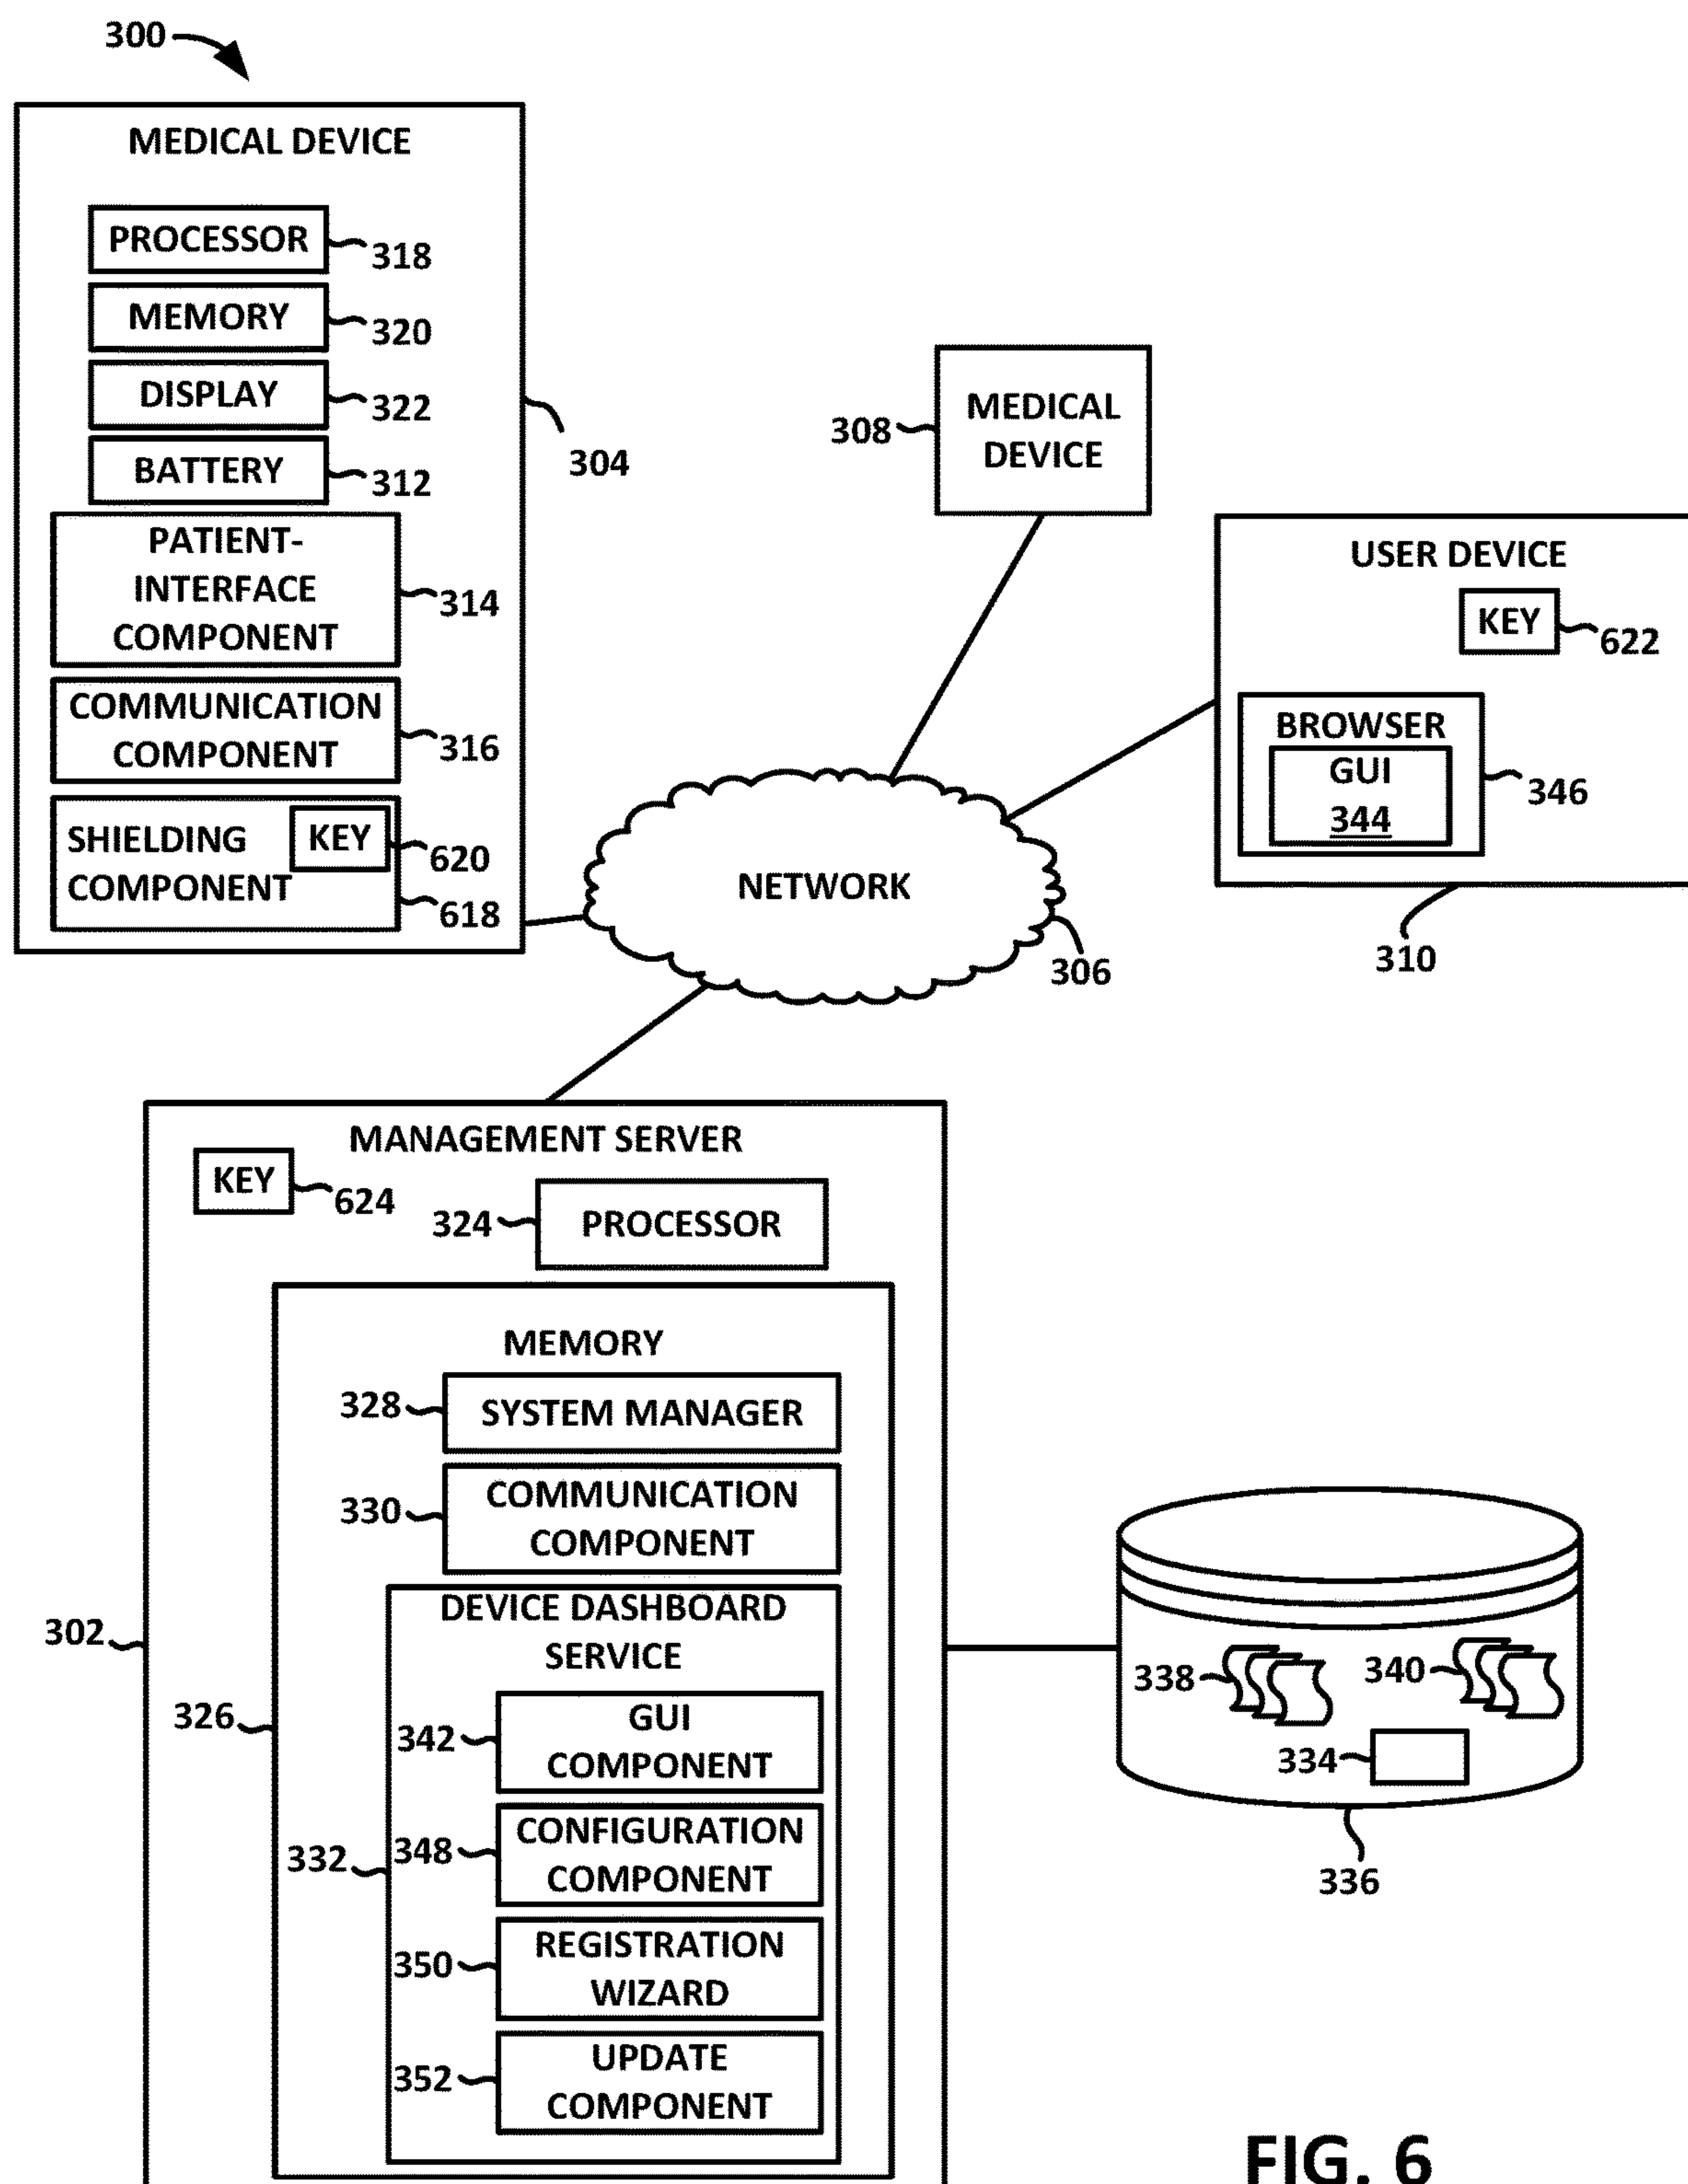 300
MEDICAL DEVICE
PROCESSOR
318
MEMORY
320
DISPLAY
322
BATTERY
312
304
PATIENT-
INTERFACE
COMPONENT
314
COMMUNICATION
COMPONENT
316
SHIELDING
COMPONENT
KEY
620
618
308
MEDICAL
DEVICE
USER DEVICE
KEY
622
BROWSER
GUI
344
346
310
NETWORK
306
MANAGEMENT SERVER
KEY
624
324
PROCESSOR
MEMORY
328
SYSTEM MANAGER
330
COMMUNICATION
COMPONENT
302
326
DEVICE DASHBOARD
SERVICE
342
GUI
COMPONENT
332
348
CONFIGURATION
COMPONENT
350
REGISTRATION
WIZARD
352
UPDATE
COMPONENT
338
340
334
336
FIG. 6